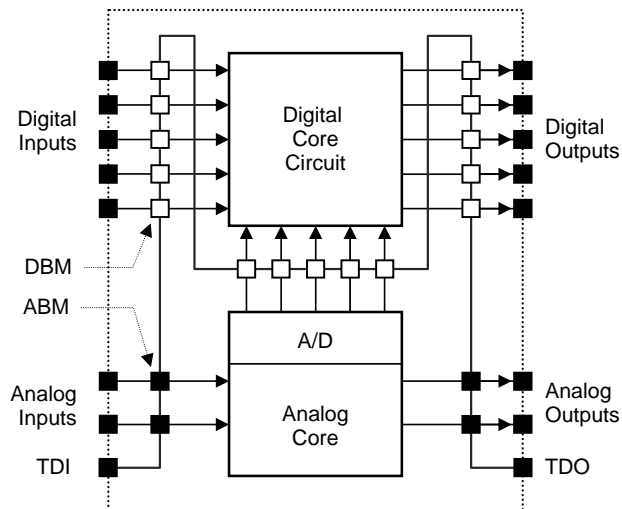 Digital
Inputs
Digital
Core
Circuit
Digital
Outputs
DBM
ABM
A/D
Analog
Inputs
Analog
Core
Analog
Outputs
TDI
TDO